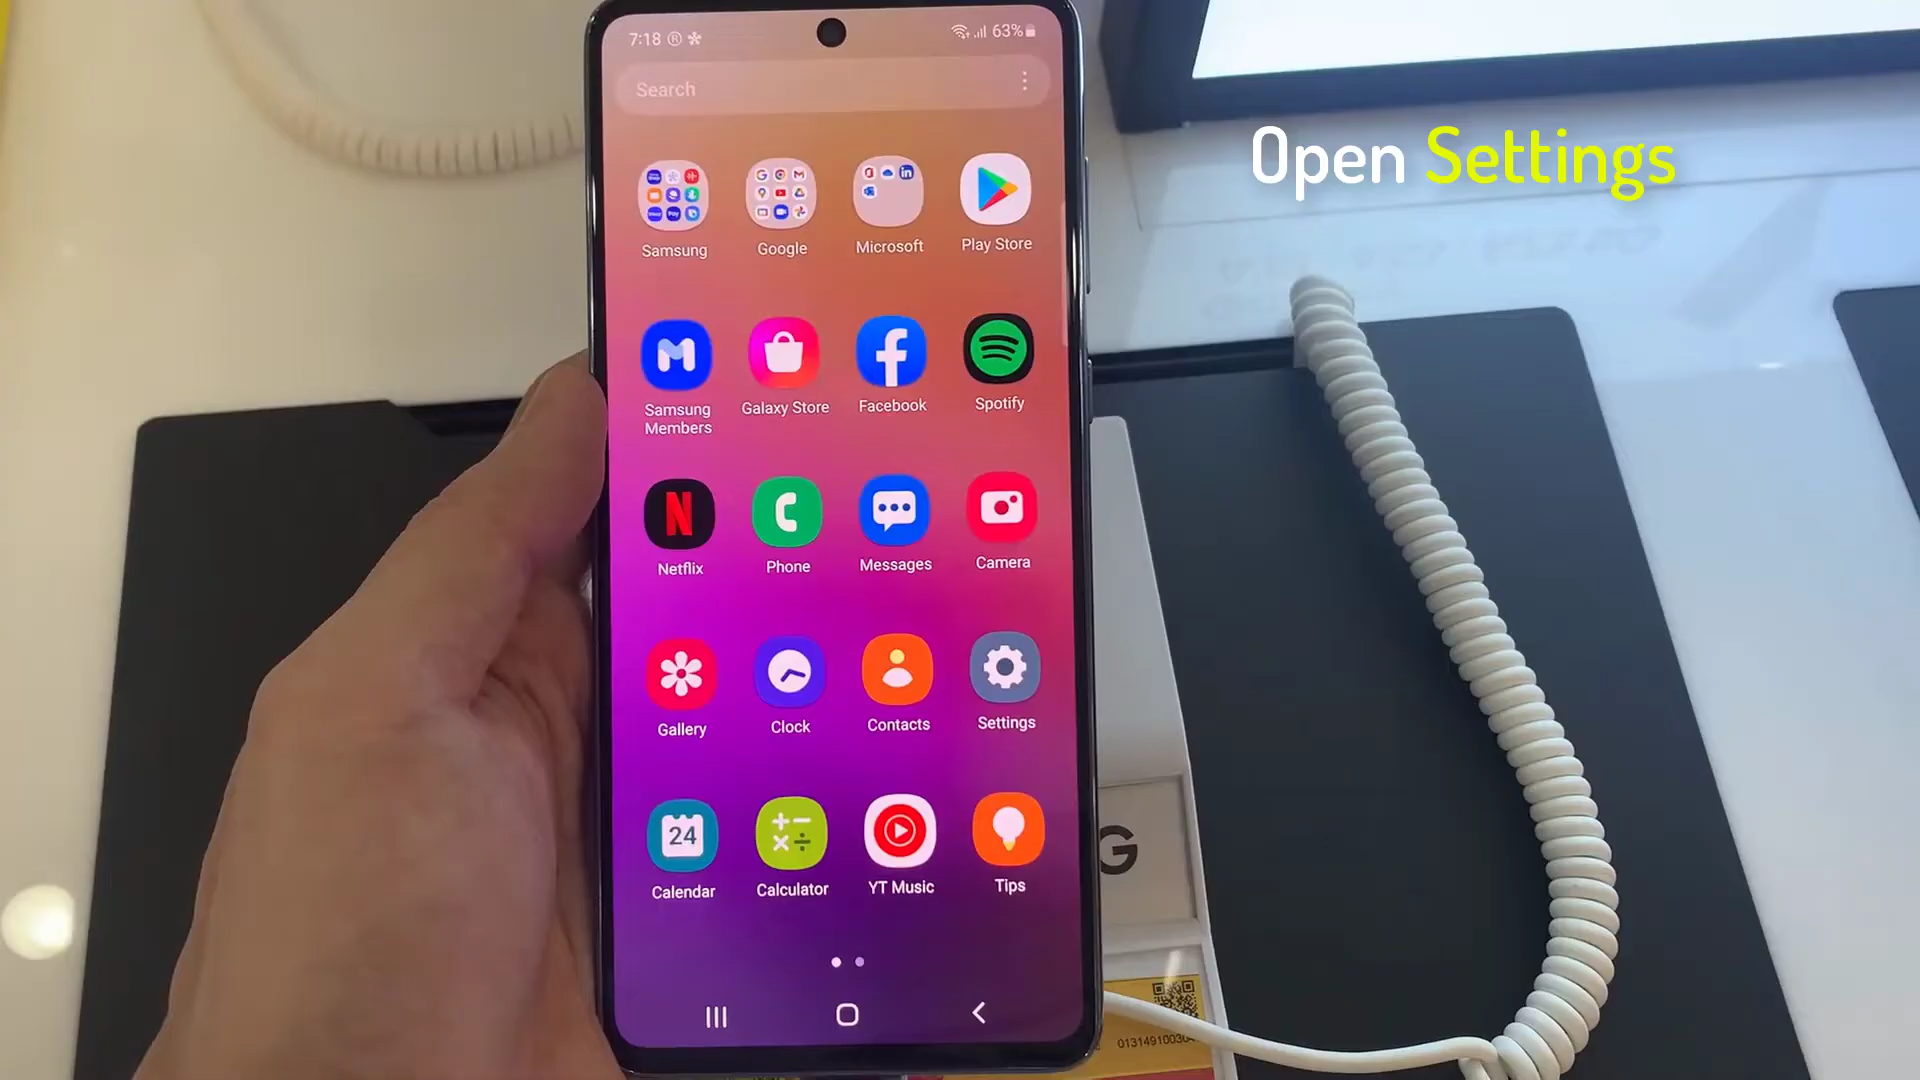 7:18
63%
Search
Open Settings
Samsung
Google
Microsoft
Play Store
Samsung Members
Galaxy Store
Facebook
Spotify
Netflix
Phone
Messages
Camera
Gallery
Clock
Contacts
Settings
24
Calendar
Calculator
YT Music
Tips
G